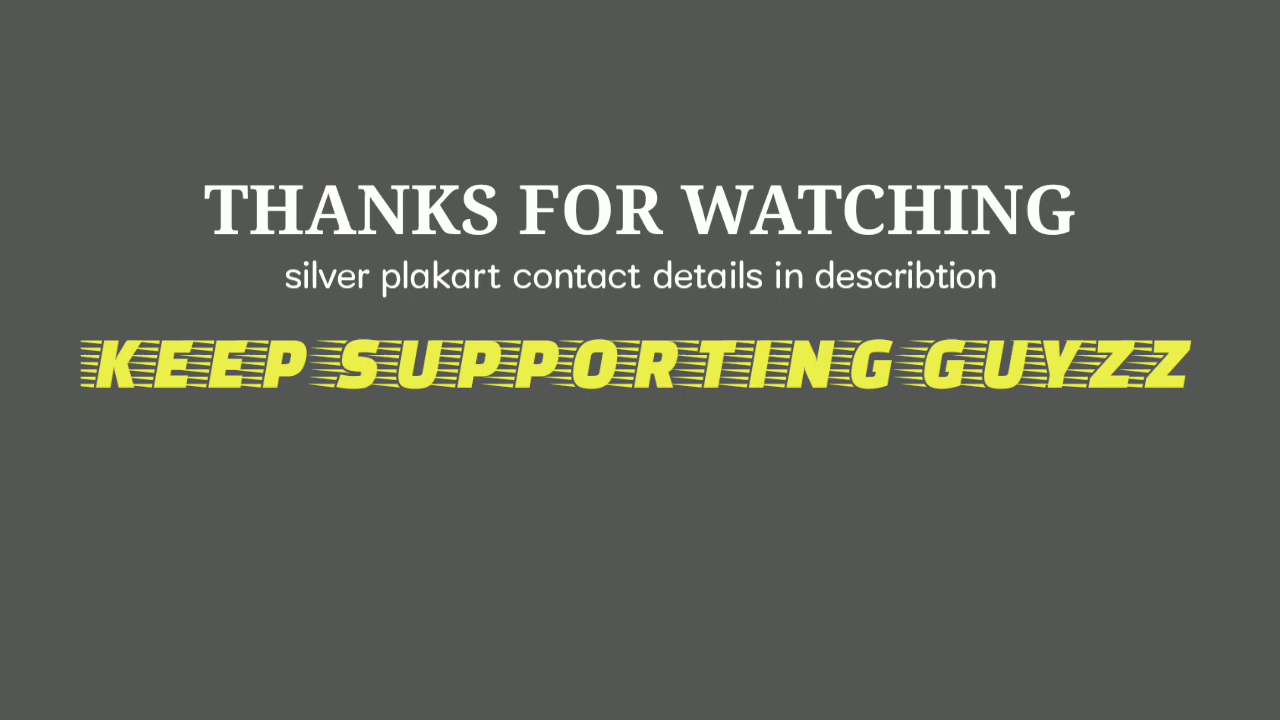 THANKS FOR WATCHING
silver plakart contact details in describtion
KEEP SUPPORTING GUYZZ